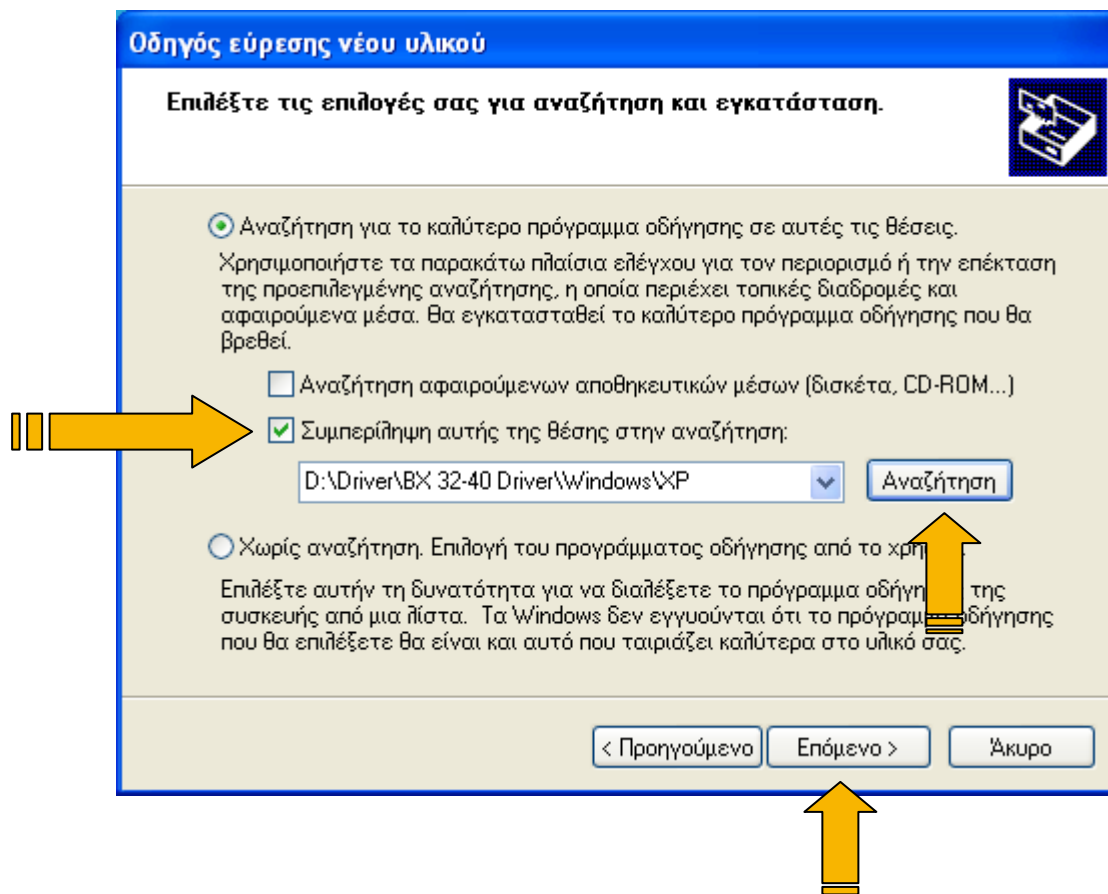 Οδηγός εύρεσης νέου υλικού
Επιλέξτε τις επιλογές σας για αναζήτηση και εγκατάσταση.
Αναζήτηση για το καλύτερο πρόγραμμα οδήγησης σε αυτές τις θέσεις.
Χρησιμοποιήστε τα παρακάτω πλαίσια ελέγχου για τον περιορισμό ή την επέκταση
της προεπιλεγμένης αναζήτησης, η οποία περιέχει τοπικές διαδρομές και
αφαιρούμενα μέσα. Θα εγκατασταθεί το καλύτερο πρόγραμμα οδήγησης που θα
βρεθεί.
Αναζήτηση αφαιρούμενων αποθηκευτικών μέσων (δισκέτα, CD-ROM...)
Συμπερίληψη αυτής της θέσης στην αναζήτηση:
D:\Driver\BX 32-40 Driver\Windows\XP
Αναζήτηση
Χωρίς αναζήτηση. Επιλογή του προγράμματος οδήγησης από το
Επιλέξτε αυτήν τη δυνατότητα για να διαλέξετε το πρόγραμμα της
συσκευής από μια λίστα. Τα Windows δεν εγγυούνται ότι το οδήγησης
που θα επιλέξετε θα είναι και αυτό που ταιριάζει καλύτερα στο υλικό σας.
< Προηγούμενο
Επόμενο >
Άκυρο